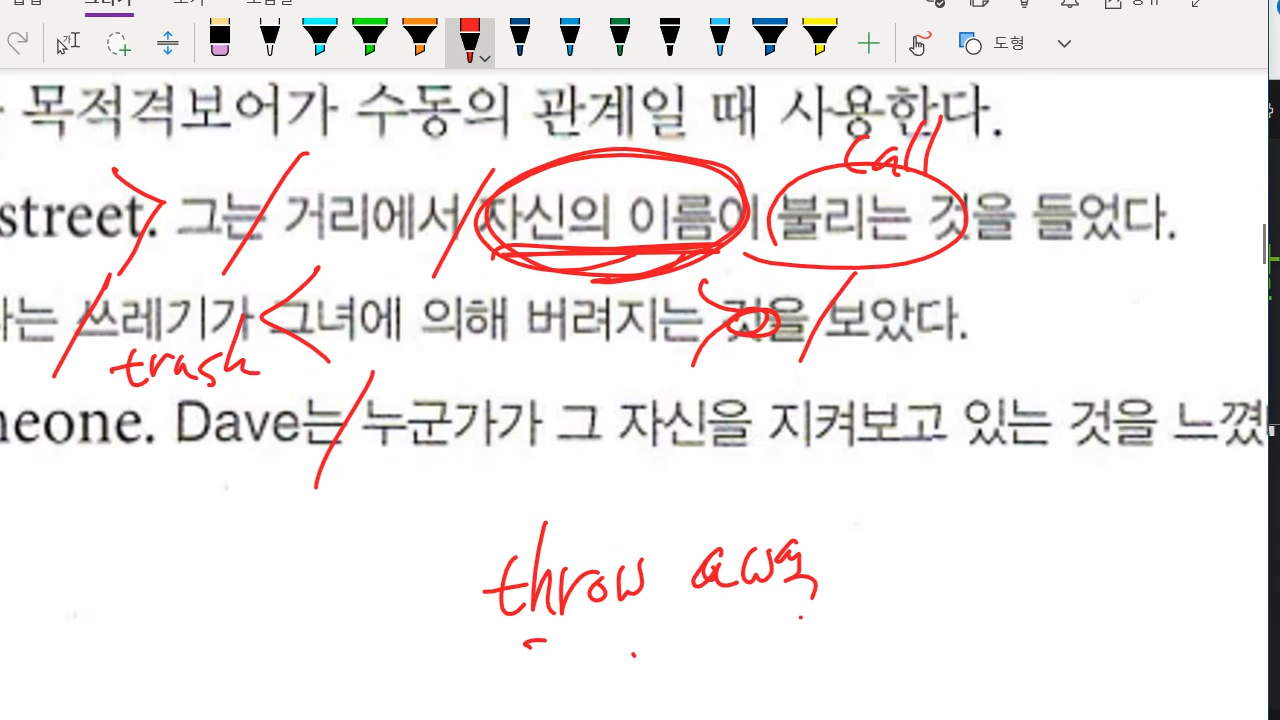 도형
목적격보어가 수동의 관계일 때 사용한다.
call
street. 그는 거리에서 자신의 이름이 불리는 것을 들었다.
는 쓰레기가 그녀에 의해 버려지는 것을 보았다.
trash
meone. Dave는 누군가가 그 자신을 지켜보고 있는 것을 느꼈
throw away